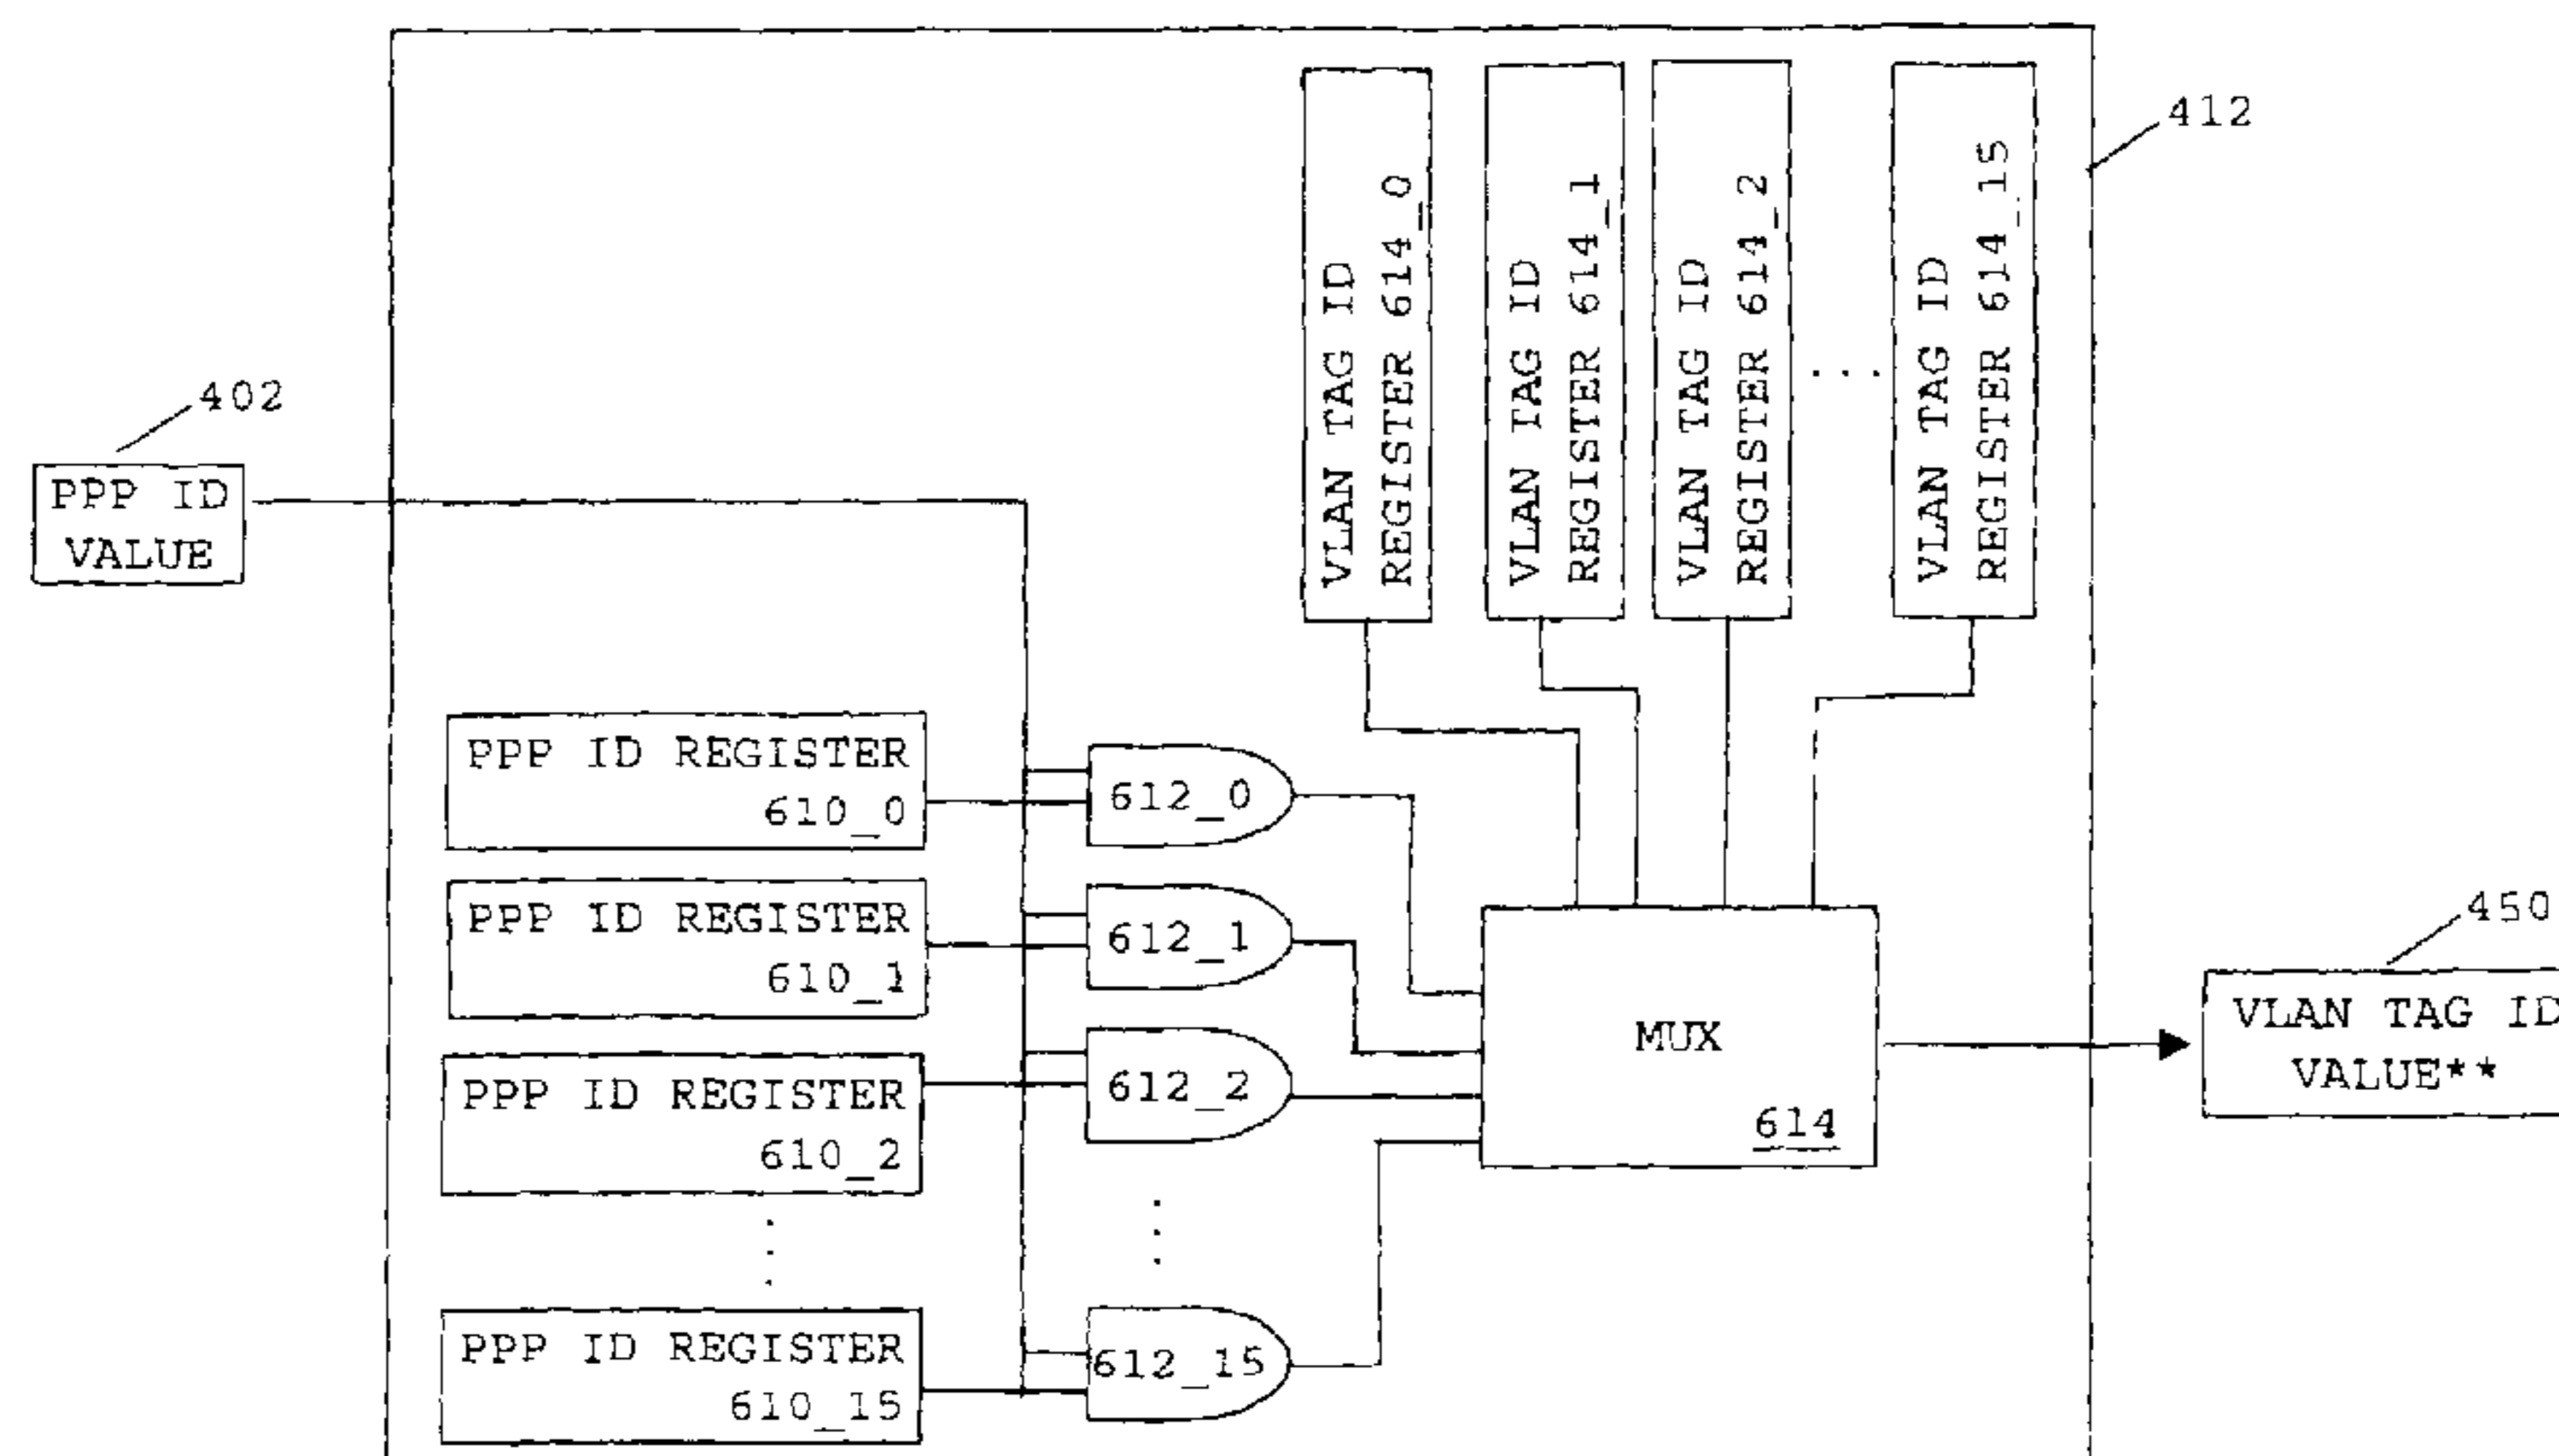 412
VLAN TAG ID
REGISTER 614_0
VLAN TAG ID
REGISTER 614_1
VLAN TAG ID
REGISTER 614_2
...
VLAN TAG ID
REGISTER 614_15
402
PPP ID
VALUE
PPP ID REGISTER
610_0
612_0
PPP ID REGISTER
610_1
612_1
PPP ID REGISTER
610_2
612_2
PPP ID REGISTER
610_15
612_15
MUX
614
450
VLAN TAG ID
VALUE**